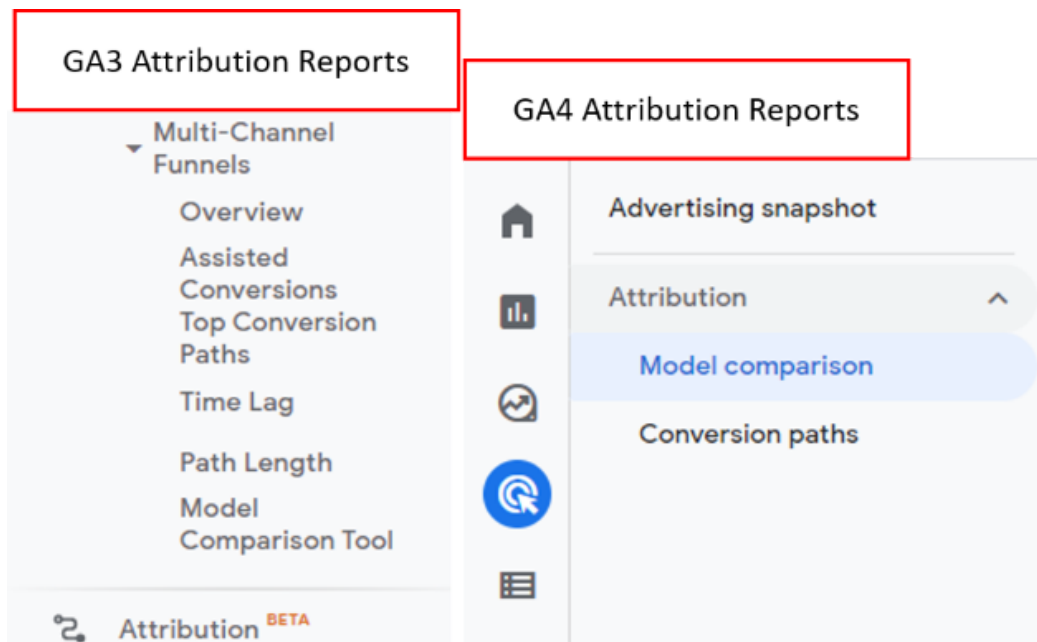 GA3 Attribution Reports
Multi-Channel
Funnels
Overview
Assisted
Conversions
Top Conversion
Paths
Time Lag
Path Length
Model
Comparison Tool
Attribution BETA
GA4 Attribution Reports
Advertising snapshot
Attribution
Model comparison
Conversion paths